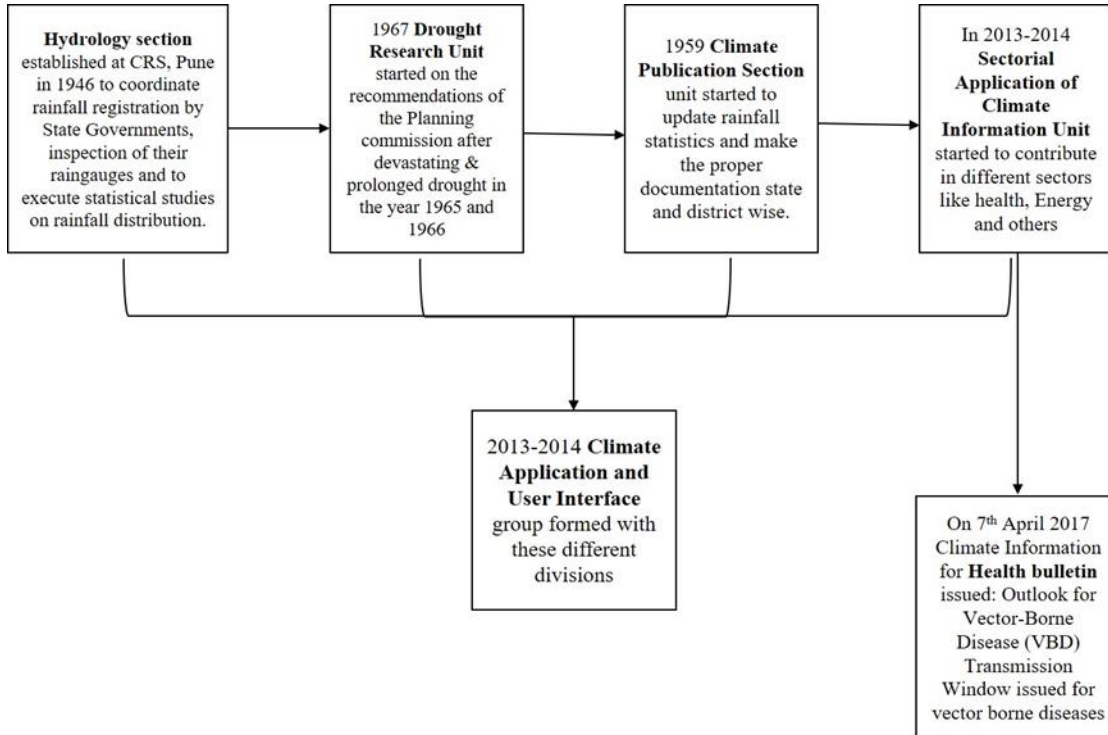 Hydrology section
established at CRS, Pune
in 1946 to coordinate
rainfall registration by
State Governments,
inspection of their
raingauges and to
execute statistical studies
on rainfall distribution.
1967 Drought
Research Unit
started on the
recommendations of
the Planning
commission after
devastating &
prolonged drought in
the year 1965 and
1966
1959 Climate
Publication Section
unit started to
update rainfall
statistics and make
the proper
documentation state
and district wise.
In 2013-2014
Sectorial
Application of
Climate
Information Unit
started to contribute
in different sectors
like health, Energy
and others
2013-2014 Climate
Application and
User Interface
group formed with
these different
divisions
On 7th April 2017
Climate Information
for Health bulletin
issued: Outlook for
Vector-Borne
Disease (VBD)
Transmission
Window issued for
vector borne diseases